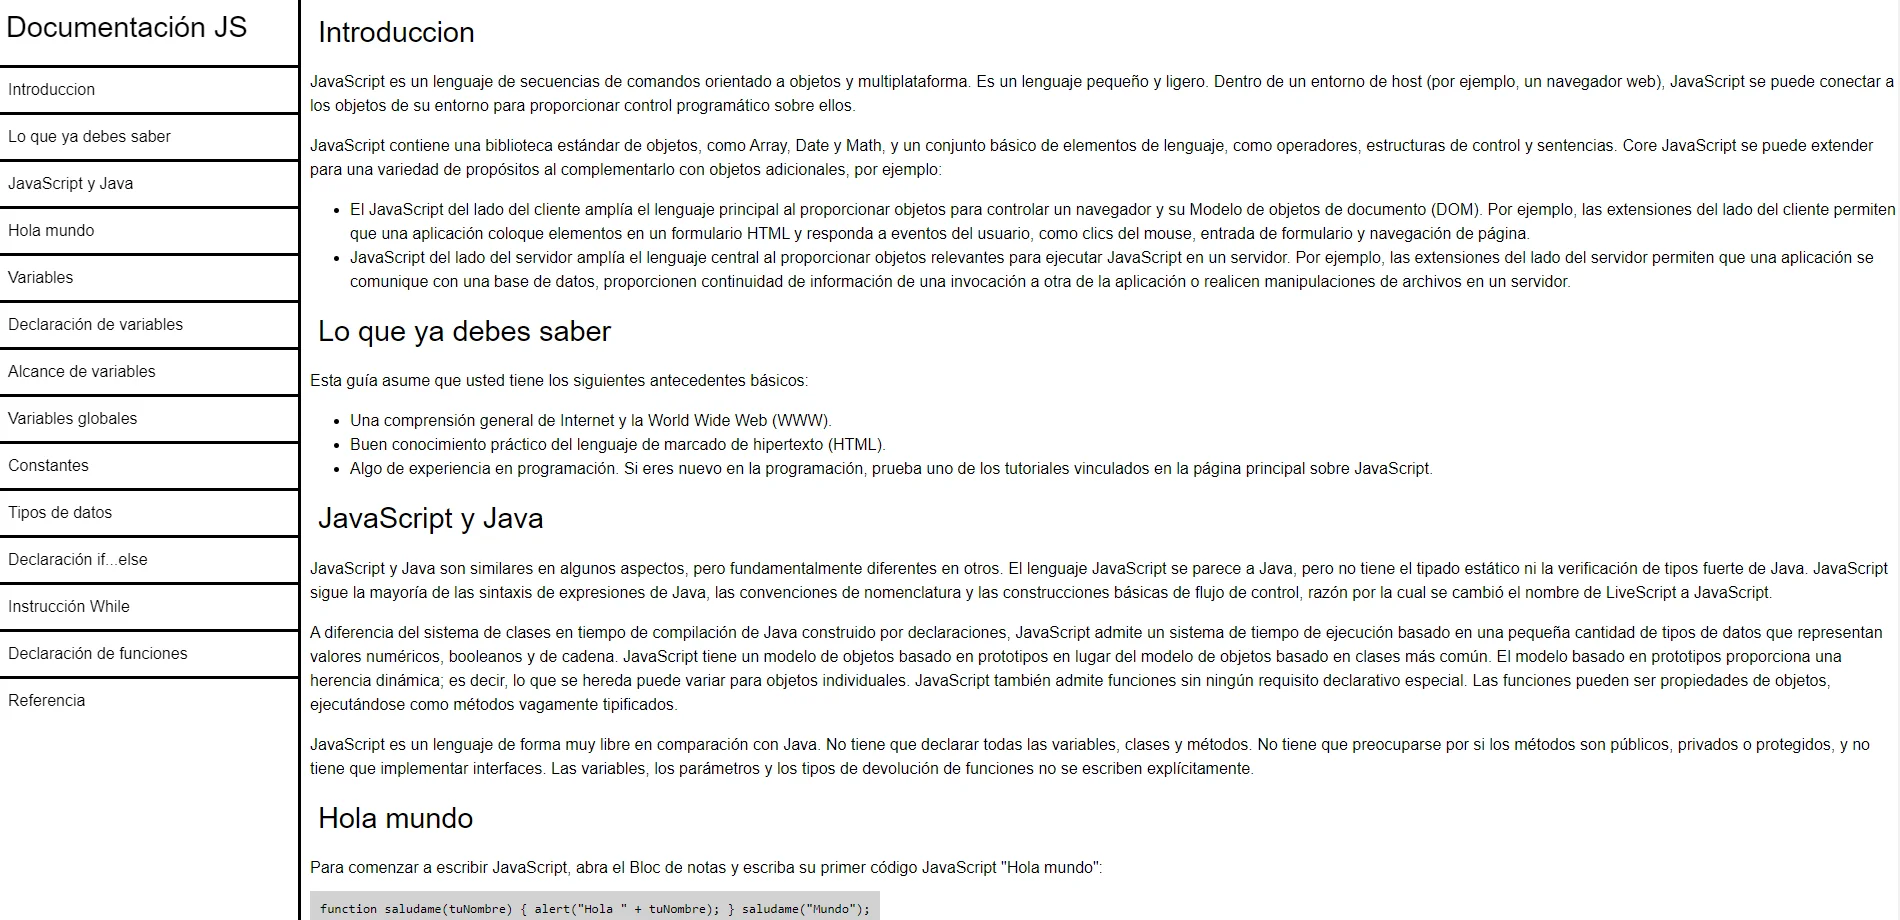 Documentación JS
Introduccion
Lo que ya debes saber
JavaScript y Java
Hola mundo
Variables
Declaración de variables
Alcance de variables
Variables globales
Constantes
Tipos de datos
Declaración if...else
Instrucción While
Declaración de funciones
Referencia
Introduccion
JavaScript es un lenguaje de secuencias de comandos orientado a objetos y multiplataforma. Es un lenguaje pequeño y ligero. Dentro de un entorno de host (por ejemplo, un navegador web), JavaScript se puede conectar a
los objetos de su entorno para proporcionar control programático sobre ellos.
JavaScript contiene una biblioteca estándar de objetos, como Array, Date y Math, y un conjunto básico de elementos de lenguaje, como operadores, estructuras de control y sentencias. Core JavaScript se puede extender
para una variedad de propósitos al complementarlo con objetos adicionales, por ejemplo:
• El JavaScript del lado del cliente amplía el lenguaje principal al proporcionar objetos para controlar un navegador y su Modelo de objetos de documento (DOM). Por ejemplo, las extensiones del lado del cliente permiten
que una aplicación coloque elementos en un formulario HTML y responda a eventos del usuario, como clics del mouse, entrada de formulario y navegación de página.
• JavaScript del lado del servidor amplía el lenguaje central al proporcionar objetos relevantes para ejecutar JavaScript en un servidor. Por ejemplo, las extensiones del lado del servidor permiten que una aplicación se
comunique con una base de datos, proporcionen continuidad de información de una invocación a otra de la aplicación o realicen manipulaciones de archivos en un servidor.
Lo que ya debes saber
Esta guía asume que usted tiene los siguientes antecedentes básicos:
• Una comprensión general de Internet y la World Wide Web (WWW).
• Buen conocimiento práctico del lenguaje de marcado de hipertexto (HTML).
• Algo de experiencia en programación. Si eres nuevo en la programación, prueba uno de los tutoriales vinculados en la página principal sobre JavaScript.
JavaScript y Java
JavaScript y Java son similares en algunos aspectos, pero fundamentalmente diferentes en otros. El lenguaje JavaScript se parece a Java, pero no tiene el tipado estático ni la verificación de tipos fuerte de Java. JavaScript
sigue la mayoría de las sintaxis de expresiones de Java, las convenciones de nomenclatura y las construcciones básicas de flujo de control, razón por la cual se cambió el nombre de LiveScript a JavaScript.
A diferencia del sistema de clases en tiempo de compilación de Java construido por declaraciones, JavaScript admite un sistema de tiempo de ejecución basado en una pequeña cantidad de tipos de datos que representan
valores numéricos, booleanos y de cadena. JavaScript tiene un modelo de objetos basado en prototipos en lugar del modelo de objetos basado en clases más común. El modelo basado en prototipos proporciona una
herencia dinámica; es decir, lo que se hereda puede variar para objetos individuales. JavaScript también admite funciones sin ningún requisito declarativo especial. Las funciones pueden ser propiedades de objetos,
ejecutándose como métodos vagamente tipificados.
JavaScript es un lenguaje de forma muy libre en comparación con Java. No tiene que declarar todas las variables, clases y métodos. No tiene que preocuparse por si los métodos son públicos, privados o protegidos, y no
tiene que implementar interfaces. Las variables, los parámetros y los tipos de devolución de funciones no se escriben explícitamente.
Hola mundo
Para comenzar a escribir JavaScript, abra el Bloc de notas y escriba su primer código JavaScript "Hola mundo":
function saludame(tuNombre) { alert("Hola " + tuNombre); } saludame("Mundo");